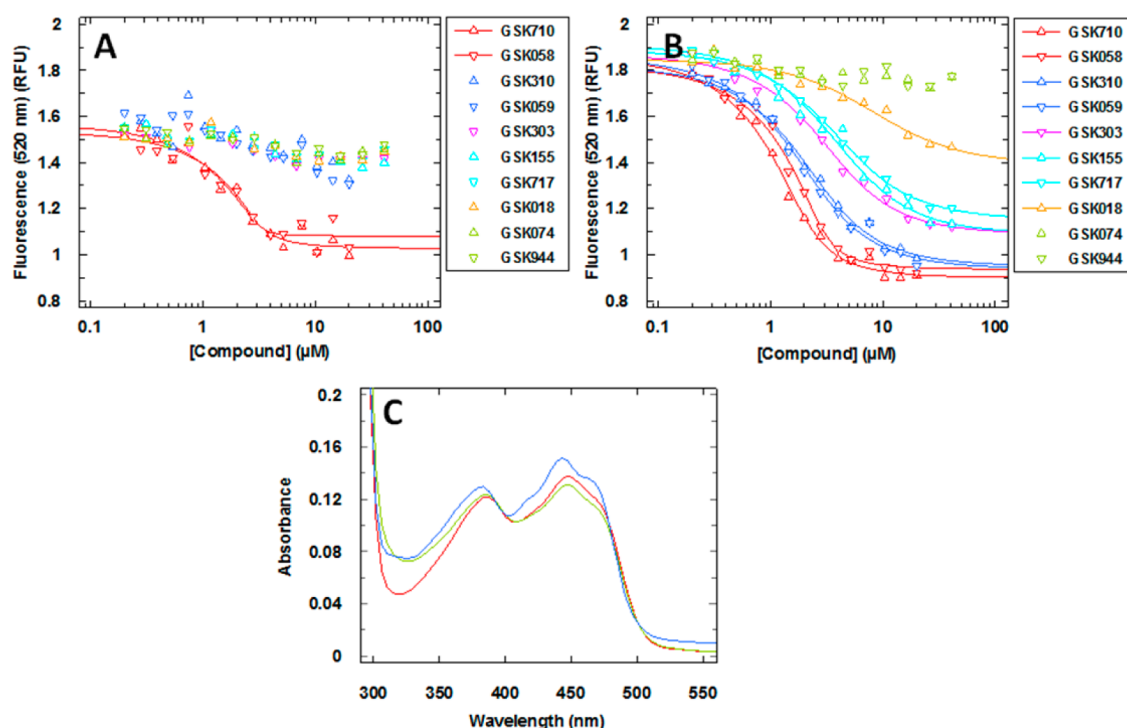 A
2
1.8
1.6
1.4
1.2
1
0.8
Fluorescence (520 nm) (RFU)
0.1
1
10
100
[Compound] (µM)
GSK710
GSK058
GSK310
GSK059
GSK303
GSK155
GSK717
GSK018
GSK074
GSK944
B
2
1.8
1.6
1.4
1.2
1
0.8
Fluorescence (520 nm) (RFU)
0.1
1
10
100
[Compound] (µM)
GSK710
GSK058
GSK310
GSK059
GSK303
GSK155
GSK717
GSK018
GSK074
GSK944
C
0.2
0.16
0.12
0.08
0.04
0
Absorbance
300 350 400 450 500 550
Wavelength (nm)